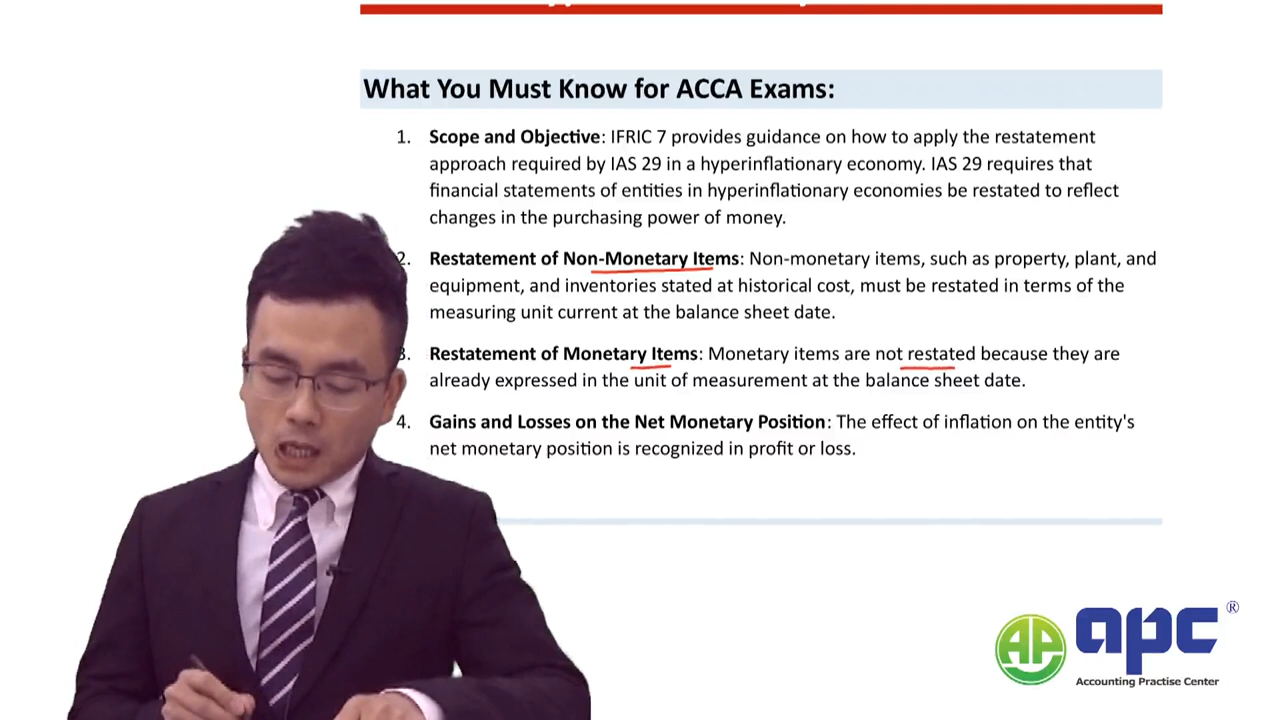 What You Must Know for ACCA Exams:
1. Scope and Objective: IFRIC 7 provides guidance on how to apply the restatement
approach required by IAS 29 in a hyperinflationary economy. IAS 29 requires that
financial statements of entities in hyperinflationary economies be restated to reflect
changes in the purchasing power of money.
2. Restatement of Non-Monetary Items: Non-monetary items, such as property, plant, and
equipment, and inventories stated at historical cost, must be restated in terms of the
measuring unit current at the balance sheet date.
3. Restatement of Monetary Items: Monetary items are not restated because they are
already expressed in the unit of measurement at the balance sheet date.
4. Gains and Losses on the Net Monetary Position: The effect of inflation on the entity's
net monetary position is recognized in profit or loss.
AP apc ®
Accounting Practise Center